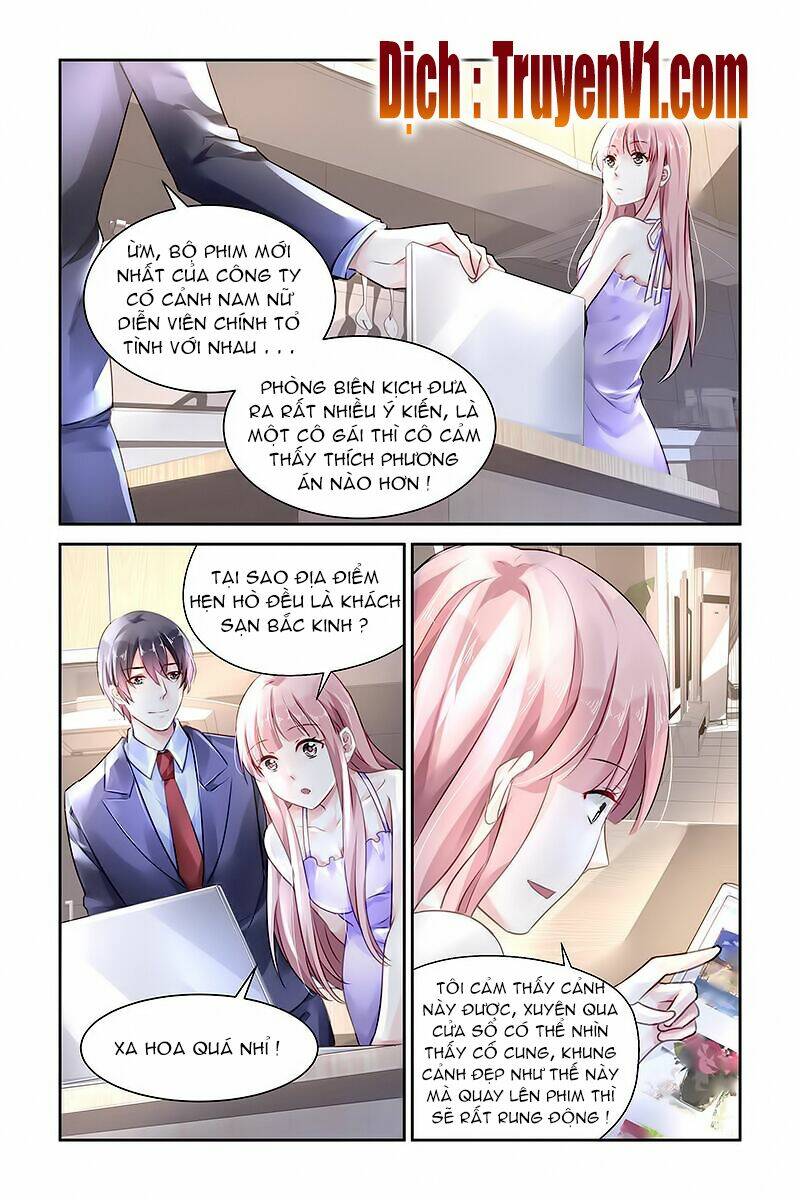 Dịch : TruyenV1.com
ỪM, BỘ PHIM MỚI
NHẤT CỦA CÔNG TY
CÓ CẢNH NAM NỮ
DIỄN VIÊN CHÍNH TỎ
TÌNH VỚI NHAU . . .
PHÒNG BIÊN KỊCH ĐƯA
RA RẤT NHIỀU Ý KIẾN, LÀ
MỘT CÔ GÁI THÌ CÔ CẢM
THẤY THÍCH PHƯƠNG
ÁN NÀO HƠN !
TẠI SAO ĐỊA ĐIỂM
HẸN HÒ ĐỀU LÀ KHÁCH
SẠN BẮC KINH ?
XA HOA QUÁ NHỈ !
TÔI CẢM THẤY CẢNH
NÀY ĐƯỢC, XUYÊN QUA
CỬA SỔ CÓ THỂ NHÌN
THẤY CỐ CUNG, KHUNG
CẢNH ĐẸP NHƯ THẾ NÀY
MÀ QUAY LÊN PHIM THÌ
SẼ RẤT RUNG ĐỘNG !